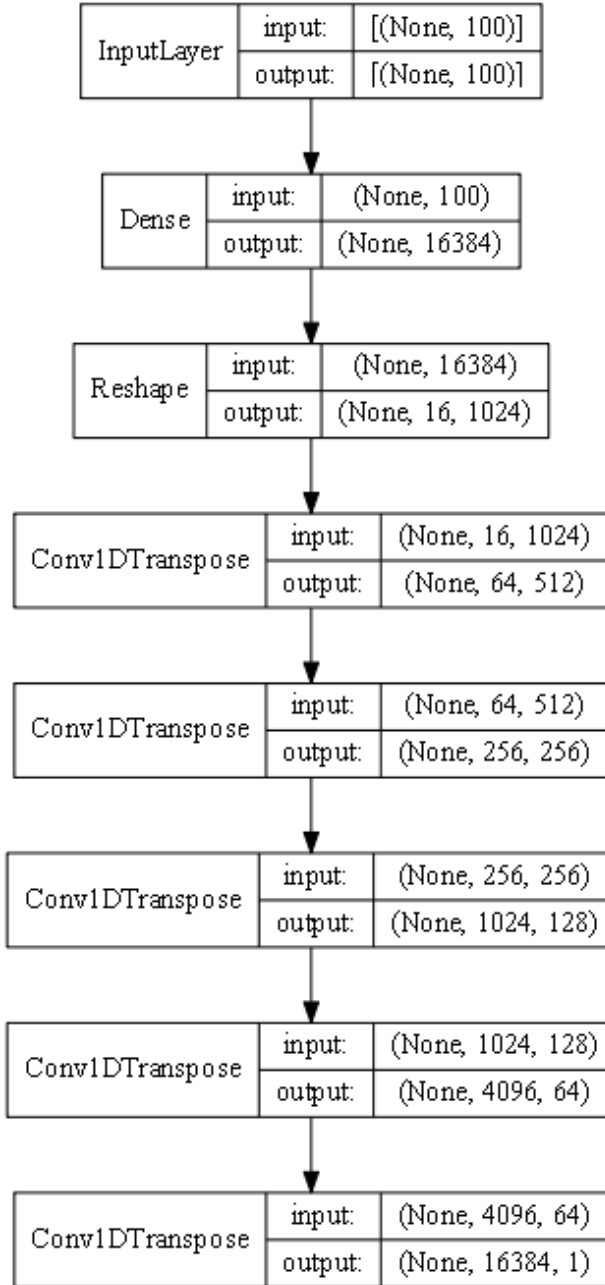 InputLayer input: [(None, 100)]
output: [(None, 100)]
Dense input: (None, 100)
output: (None, 16384)
Reshape input: (None, 16384)
output: (None, 16, 1024)
Conv1DTranspose input: (None, 16, 1024)
output: (None, 64, 512)
Conv1DTranspose input: (None, 64, 512)
output: (None, 256, 256)
Conv1DTranspose input: (None, 256, 256)
output: (None, 1024, 128)
Conv1DTranspose input: (None, 1024, 128)
output: (None, 4096, 64)
Conv1DTranspose input: (None, 4096, 64)
output: (None, 16384, 1)